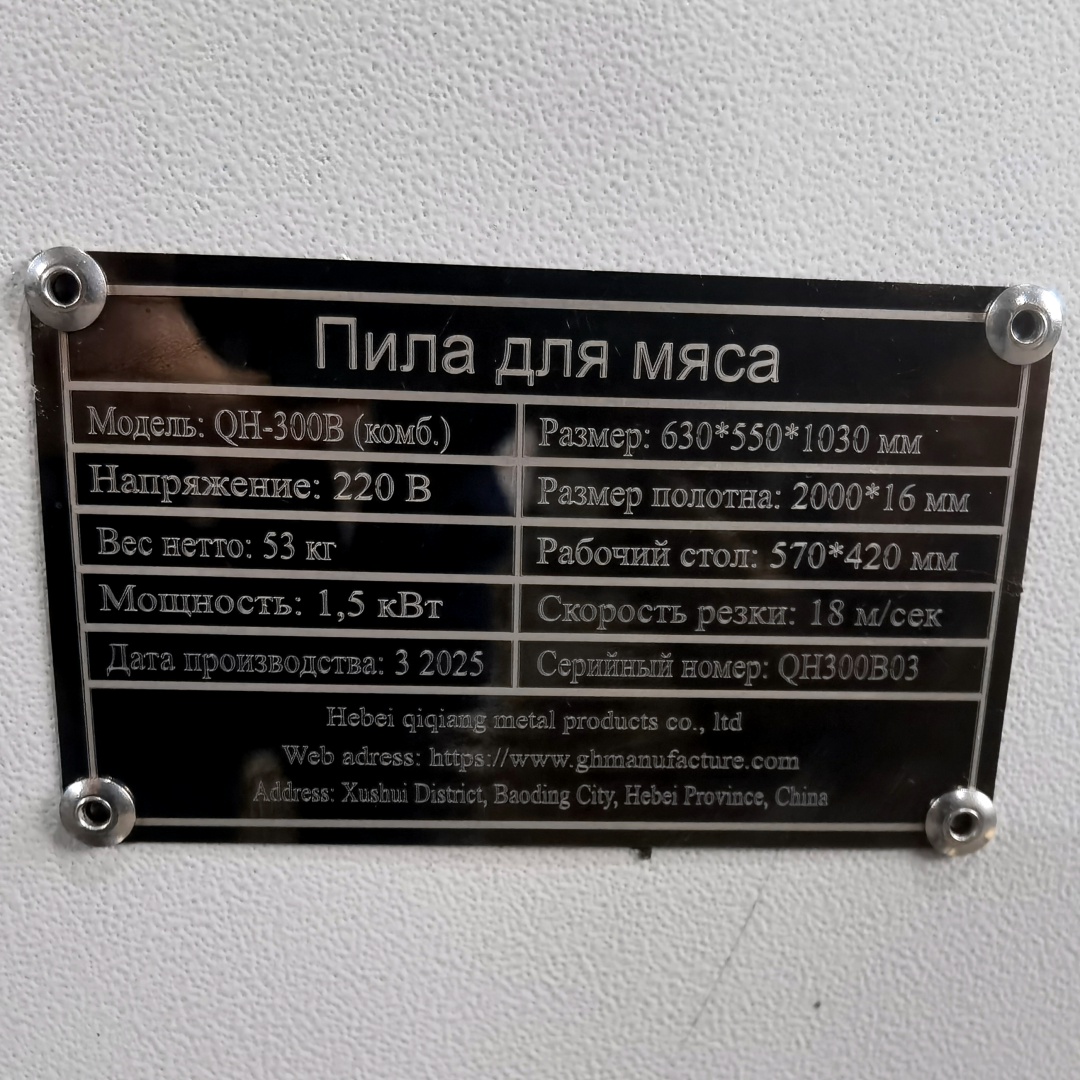 Пила для мяса
Модель: QH-300B (комб.)
Размер: 630*550*1030 мм
Напряжение: 220 В
Размер полотна: 2000*16 мм
Вес нетто: 53 кг
Рабочий стол: 570*420 мм
Мощность: 1,5 кВт
Скорость резки: 18 м/сек
Дата производства: 3 2025
Серийный номер: QH300B03
Hebei qiqiang metal products co., ltd
Web adress: https://www.ghmanufacture.com
Address: Xushui District, Baoding City, Hebei Province, China